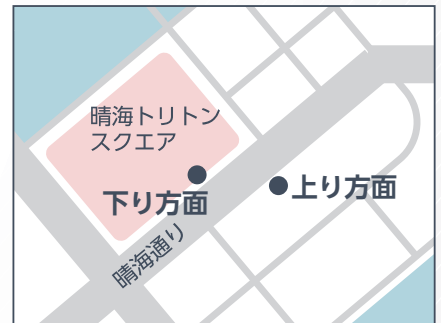 晴海トリトン
スクエア
下り方面
上り方面
晴海通り